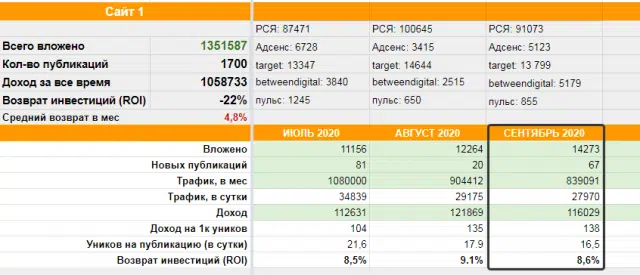 Сайт 1
РСЯ: 87471 РСЯ: 100645 РСЯ: 91073
Всего вложено 1351587 Адсенс: 6728 Адсенс: 3415 Адсенс: 5123
Кол-во публикаций 1700 target: 13347 target: 14644 target: 13 799
Доход за все время 1058733 betweendigital: 3840 betweendigital: 2515 betweendigital: 5179
Возврат инвестиций (ROI) -22% пульс: 1245 пульс: 650 пульс: 855
Средний возврат в мес 4,8%
ИЮЛЬ 2020 АВГУСТ 2020 СЕНТЯБРЬ 2020
Вложено 11156 12264 14273
Новых публикаций 81 20 67
Трафик, в мес 1080000 904412 839091
Трафик, в сутки 34839 29175 27970
Доход 112631 121869 116029
Доход на 1к уников 104 135 138
Уников на публикацию (в сутки) 21,6 17.9 16,5
Возврат инвестиций (ROI) 8,5% 9.1% 8,6%